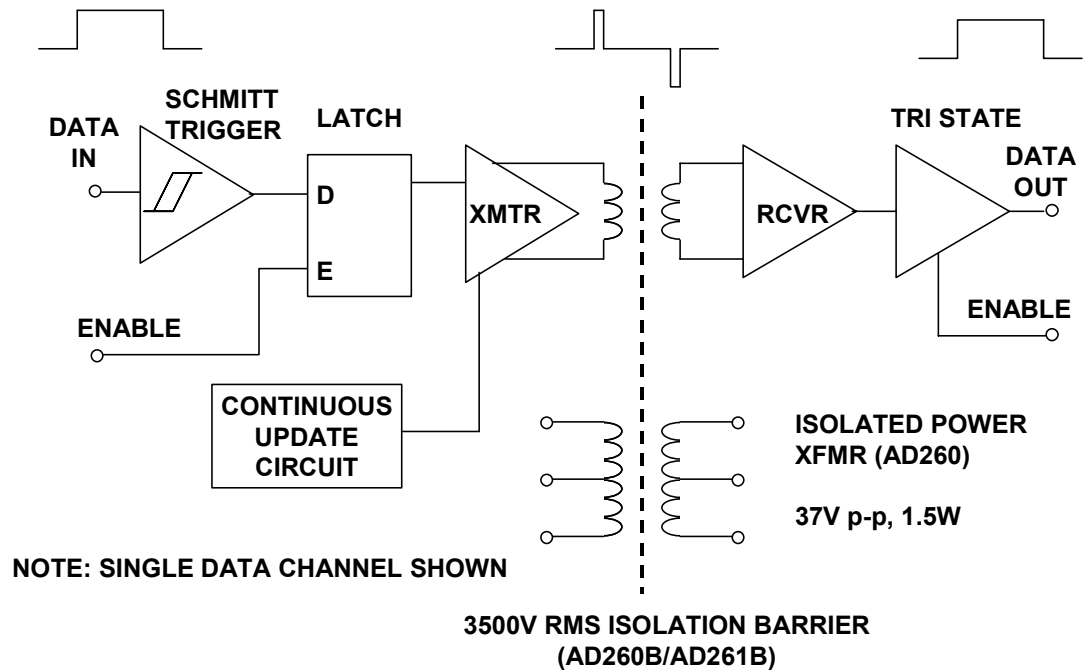 SCHMITT
TRIGGER
DATA
IN
LATCH
D
E
XMTR
RCVR
TRI STATE
DATA
OUT
ENABLE
ENABLE
CONTINUOUS
UPDATE
CIRCUIT
ISOLATED POWER
XFMR (AD260)
37V p-p, 1.5W
NOTE: SINGLE DATA CHANNEL SHOWN
3500V RMS ISOLATION BARRIER
(AD260B/AD261B)